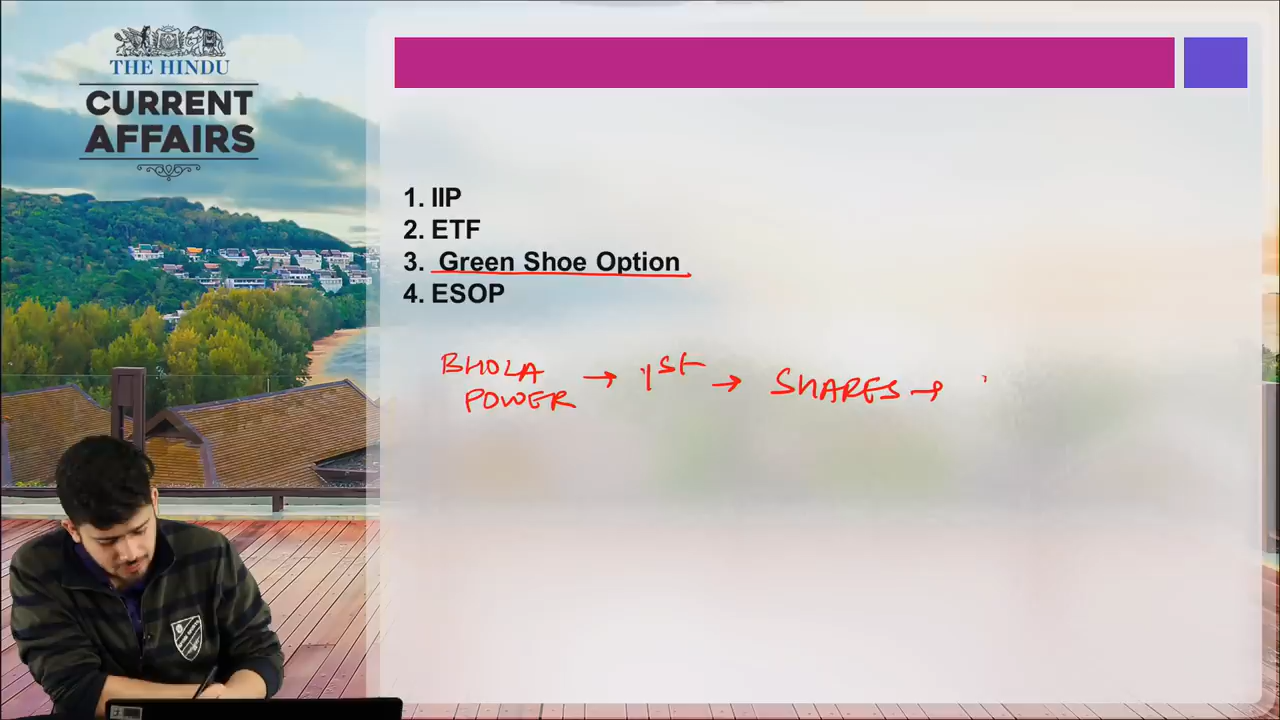 THE HINDU
CURRENT
AFFAIRS
1. IIP
2. ETF
3. Green Shoe Option
4. ESOP
BHOLA POWER → 1st → SHARES →